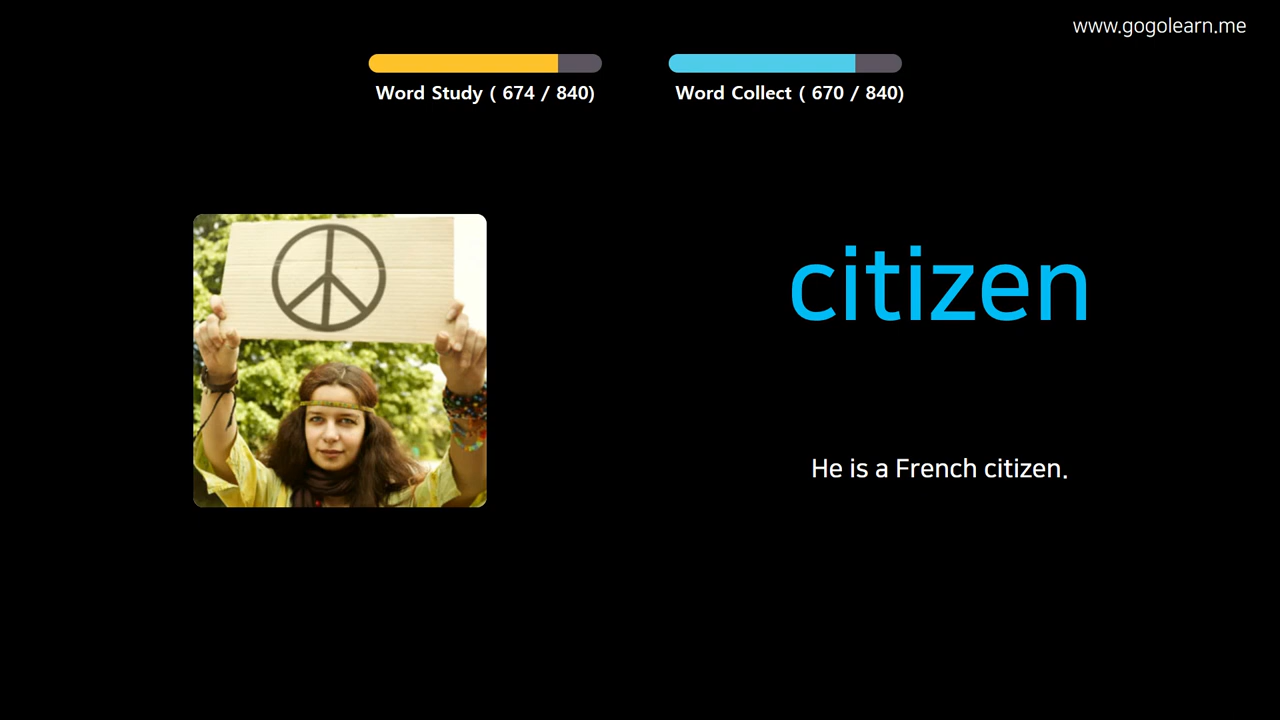 www.gogolearn.me
Word Study ( 674 / 840)
Word Collect ( 670 / 840)
citizen
He is a French citizen.